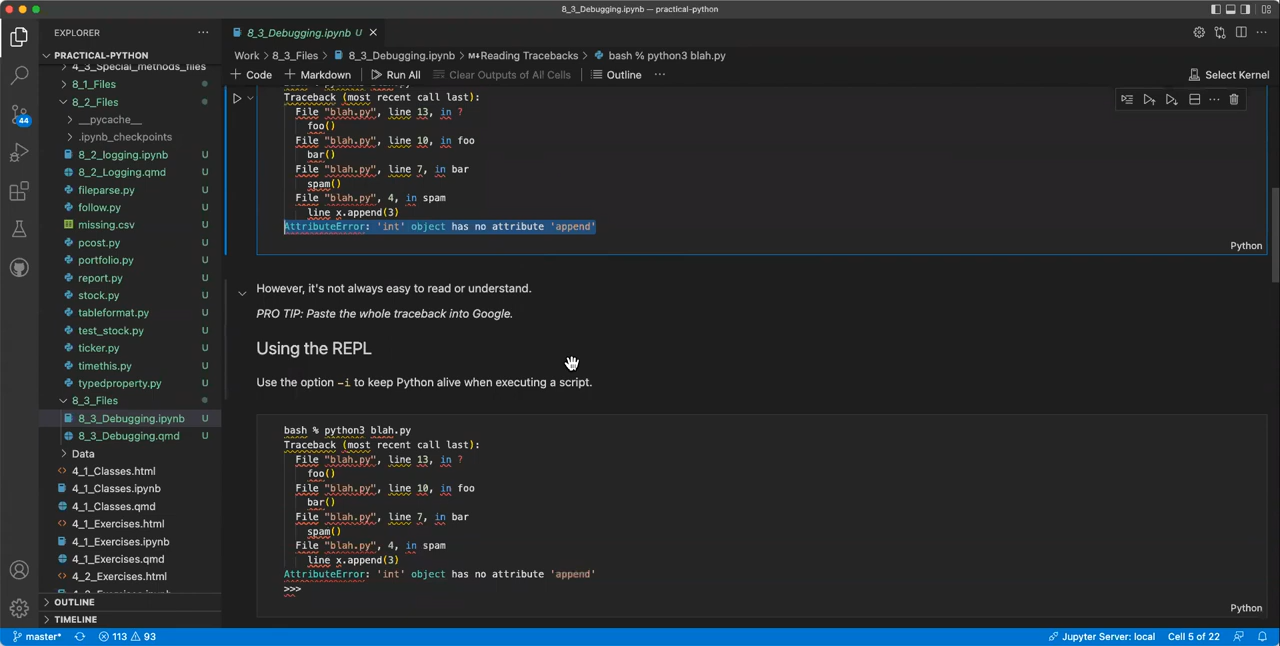 8_3_Debugging.ipynb — practical-python
EXPLORER
PRACTICAL-PYTHON
4_3_Special_methods_files
8_1_Files
8_2_Files
__pycache__
.ipynb_checkpoints
8_2_logging.ipynb U
8_2_Logging.qmd U
fileparse.py U
follow.py U
missing.csv U
pcost.py U
portfolio.py U
report.py U
stock.py U
tableformat.py U
test_stock.py U
ticker.py U
timethis.py U
typedproperty.py U
8_3_Files
8_3_Debugging.ipynb U
8_3_Debugging.qmd U
Data
4_1_Classes.html
4_1_Classes.ipynb
4_1_Classes.qmd
4_1_Exercises.html
4_1_Exercises.ipynb
4_1_Exercises.qmd
4_2_Exercises.html
OUTLINE
TIMELINE
44
8_3_Debugging.ipynb U
Work > 8_3_Files > 8_3_Debugging.ipynb > Reading Tracebacks > bash % python3 blah.py
+ Code + Markdown Run All Clear Outputs of All Cells Outline ... Select Kernel
Traceback (most recent call last):
File "blah.py", line 13, in ?
foo()
File "blah.py", line 10, in foo
bar()
File "blah.py", line 7, in bar
spam()
File "blah.py", 4, in spam
line x.append(3)
AttributeError: 'int' object has no attribute 'append'
Python
However, it's not always easy to read or understand.
PRO TIP: Paste the whole traceback into Google.
Using the REPL
Use the option -i to keep Python alive when executing a script.
bash % python3 blah.py
Traceback (most recent call last):
File "blah.py", line 13, in ?
foo()
File "blah.py", line 10, in foo
bar()
File "blah.py", line 7, in bar
spam()
File "blah.py", 4, in spam
line x.append(3)
AttributeError: 'int' object has no attribute 'append'
>>>
Python
master* 113 93 Jupyter Server: local Cell 5 of 22